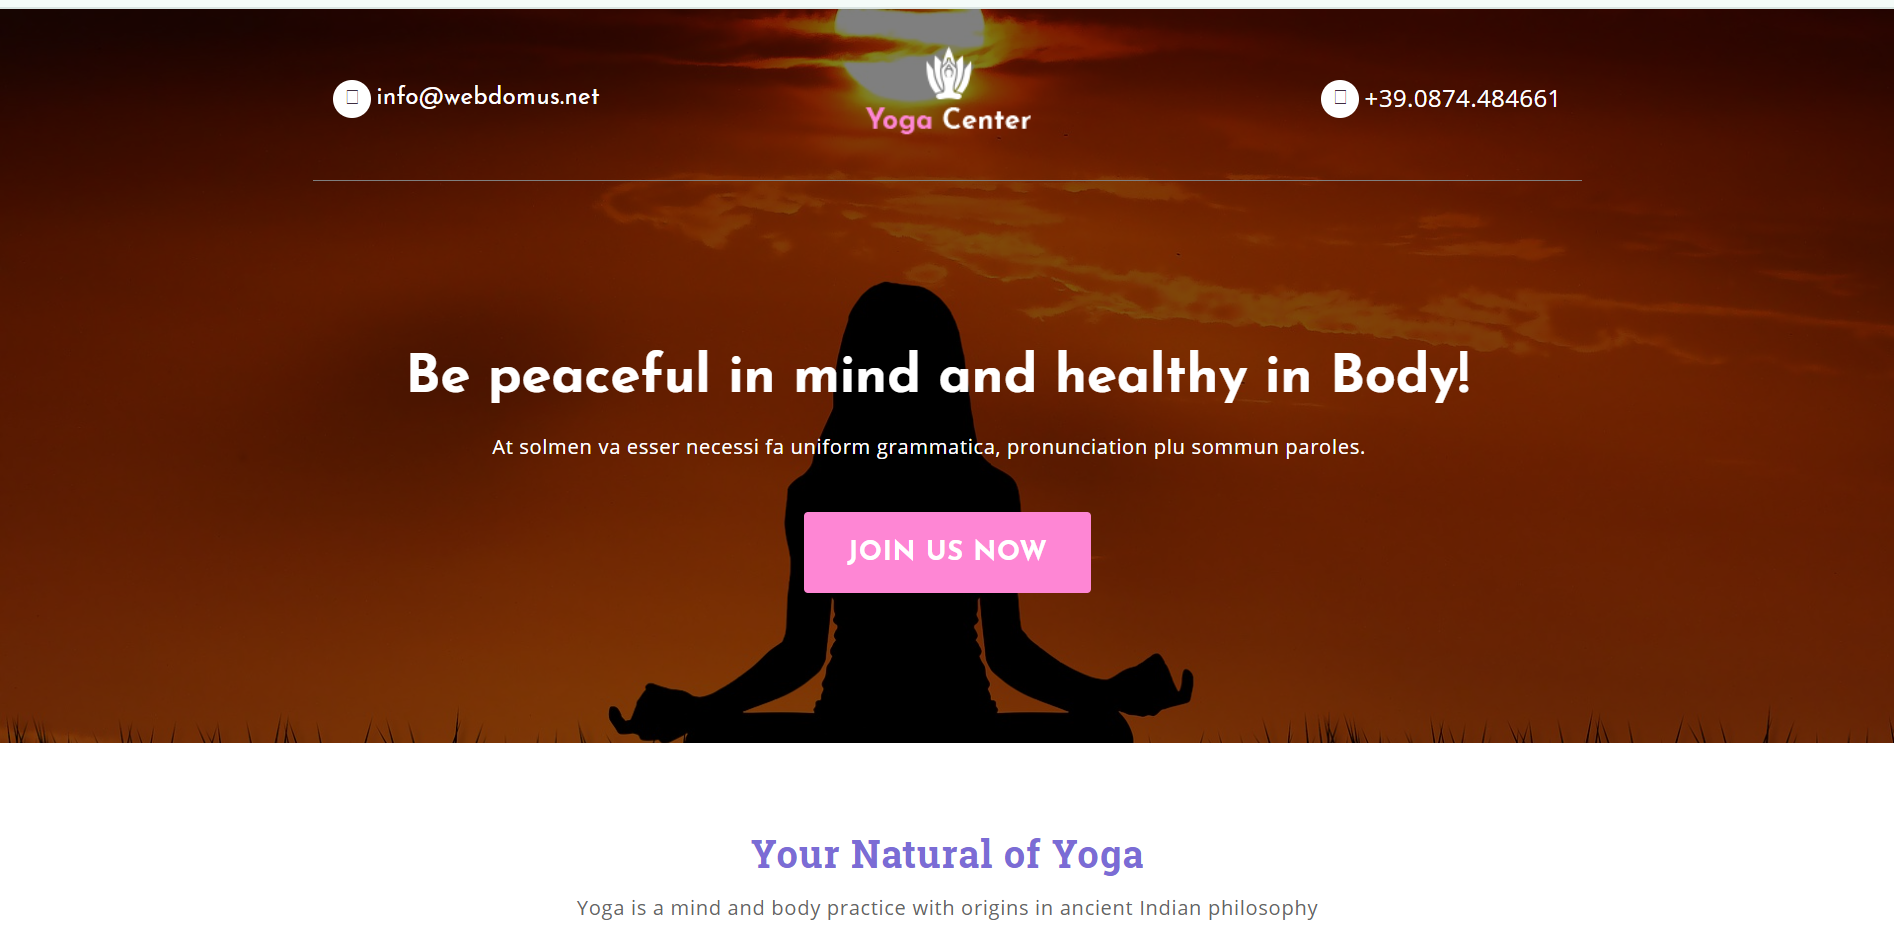 info@webdomus.net
Yoga Center
+39.0874.484661
Be peaceful in mind and healthy in Body!
At solmen va esser necessi fa uniform grammatica, pronunciation plu sommun paroles.
JOIN US NOW
Your Natural of Yoga
Yoga is a mind and body practice with origins in ancient Indian philosophy